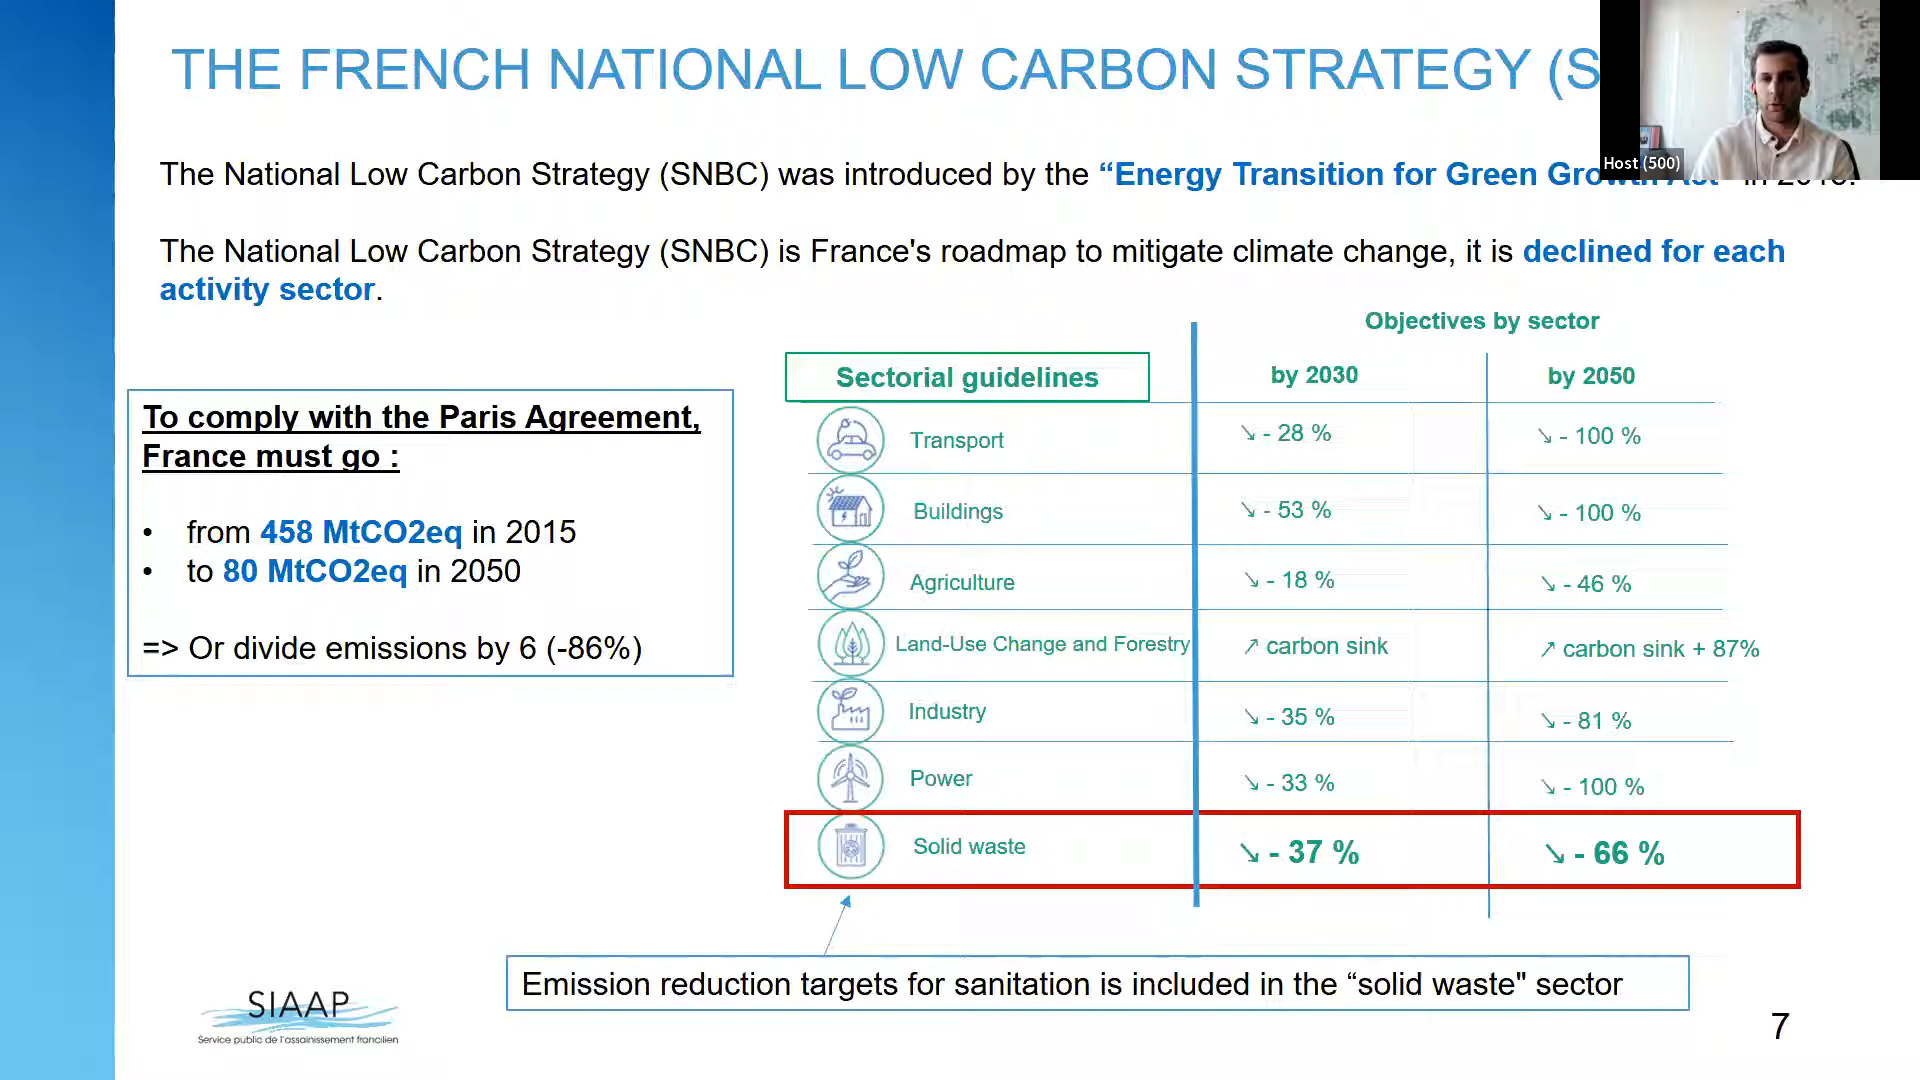 THE FRENCH NATIONAL LOW CARBON STRATEGY (S
Host (500)
The National Low Carbon Strategy (SNBC) was introduced by the “Energy Transition for Green Growth Act” in 2015.
The National Low Carbon Strategy (SNBC) is France's roadmap to mitigate climate change, it is declined for each
activity sector.
Objectives by sector
Sectorial guidelines by 2030 by 2050
Transport ↘ - 28 % ↘ - 100 %
Buildings ↘ - 53 % ↘ - 100 %
Agriculture ↘ - 18 % ↘ - 46 %
Land-Use Change and Forestry ↗ carbon sink ↗ carbon sink + 87%
Industry ↘ - 35 % ↘ - 81 %
Power ↘ - 33 % ↘ - 100 %
Solid waste ↘ - 37 % ↘ - 66 %
To comply with the Paris Agreement,
France must go :
• from 458 MtCO2eq in 2015
• to 80 MtCO2eq in 2050
=> Or divide emissions by 6 (-86%)
Emission reduction targets for sanitation is included in the “solid waste" sector
SIAAP
Service public de l'assainissement francilien
7